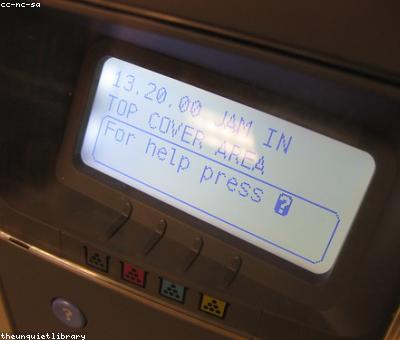 cc-nc-sa
13.20.00 JAM IN
TOP COVER AREA
For help press ?
?
theunquietlibrary